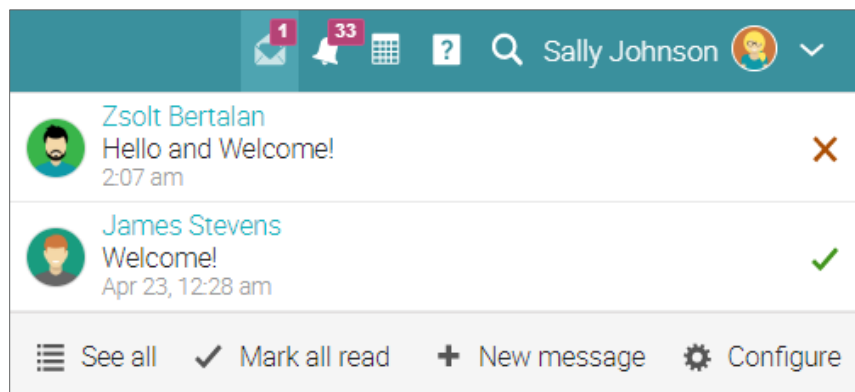 1 33 ? Sally Johnson
Zsolt Bertalan
Hello and Welcome!
2:07 am
James Stevens
Welcome!
Apr 23, 12:28 am
See all Mark all read New message Configure